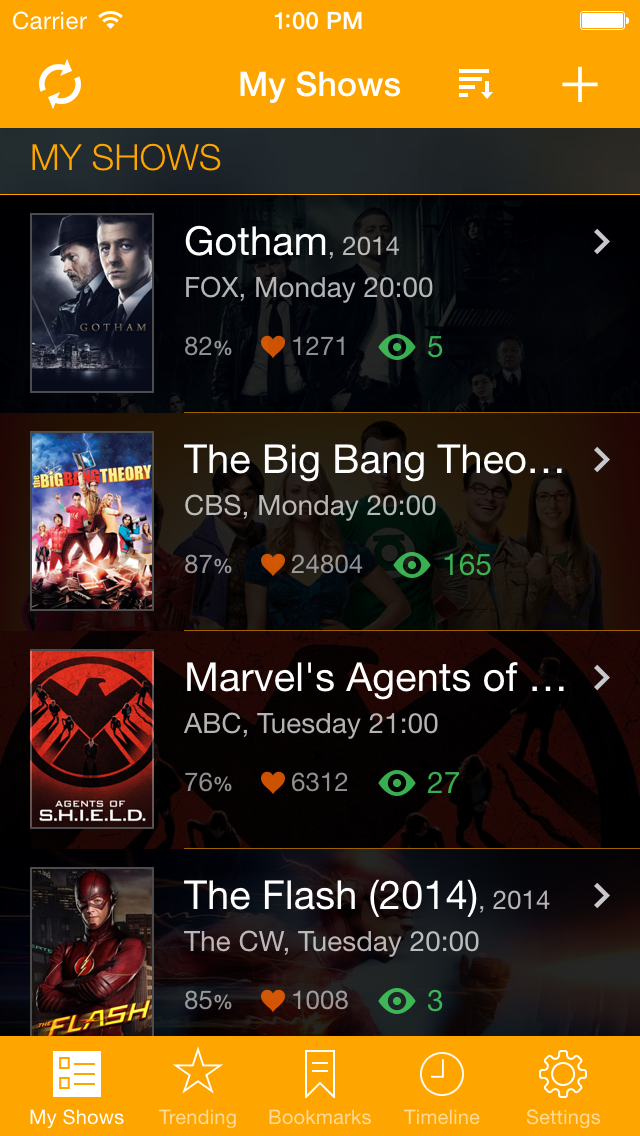 Carrier 1:00 PM
My Shows
MY SHOWS
GOTHAM
Gotham, 2014
FOX, Monday 20:00
82% 1271 5
the BIG BANG THEORY
The Big Bang Theo...
CBS, Monday 20:00
87% 24804 165
AGENTS OF
S.H.I.E.L.D.
Marvel's Agents of ...
ABC, Tuesday 21:00
76% 6312 27
THE FLASH
The Flash (2014), 2014
The CW, Tuesday 20:00
85% 1008 3
My Shows Trending Bookmarks Timeline Settings